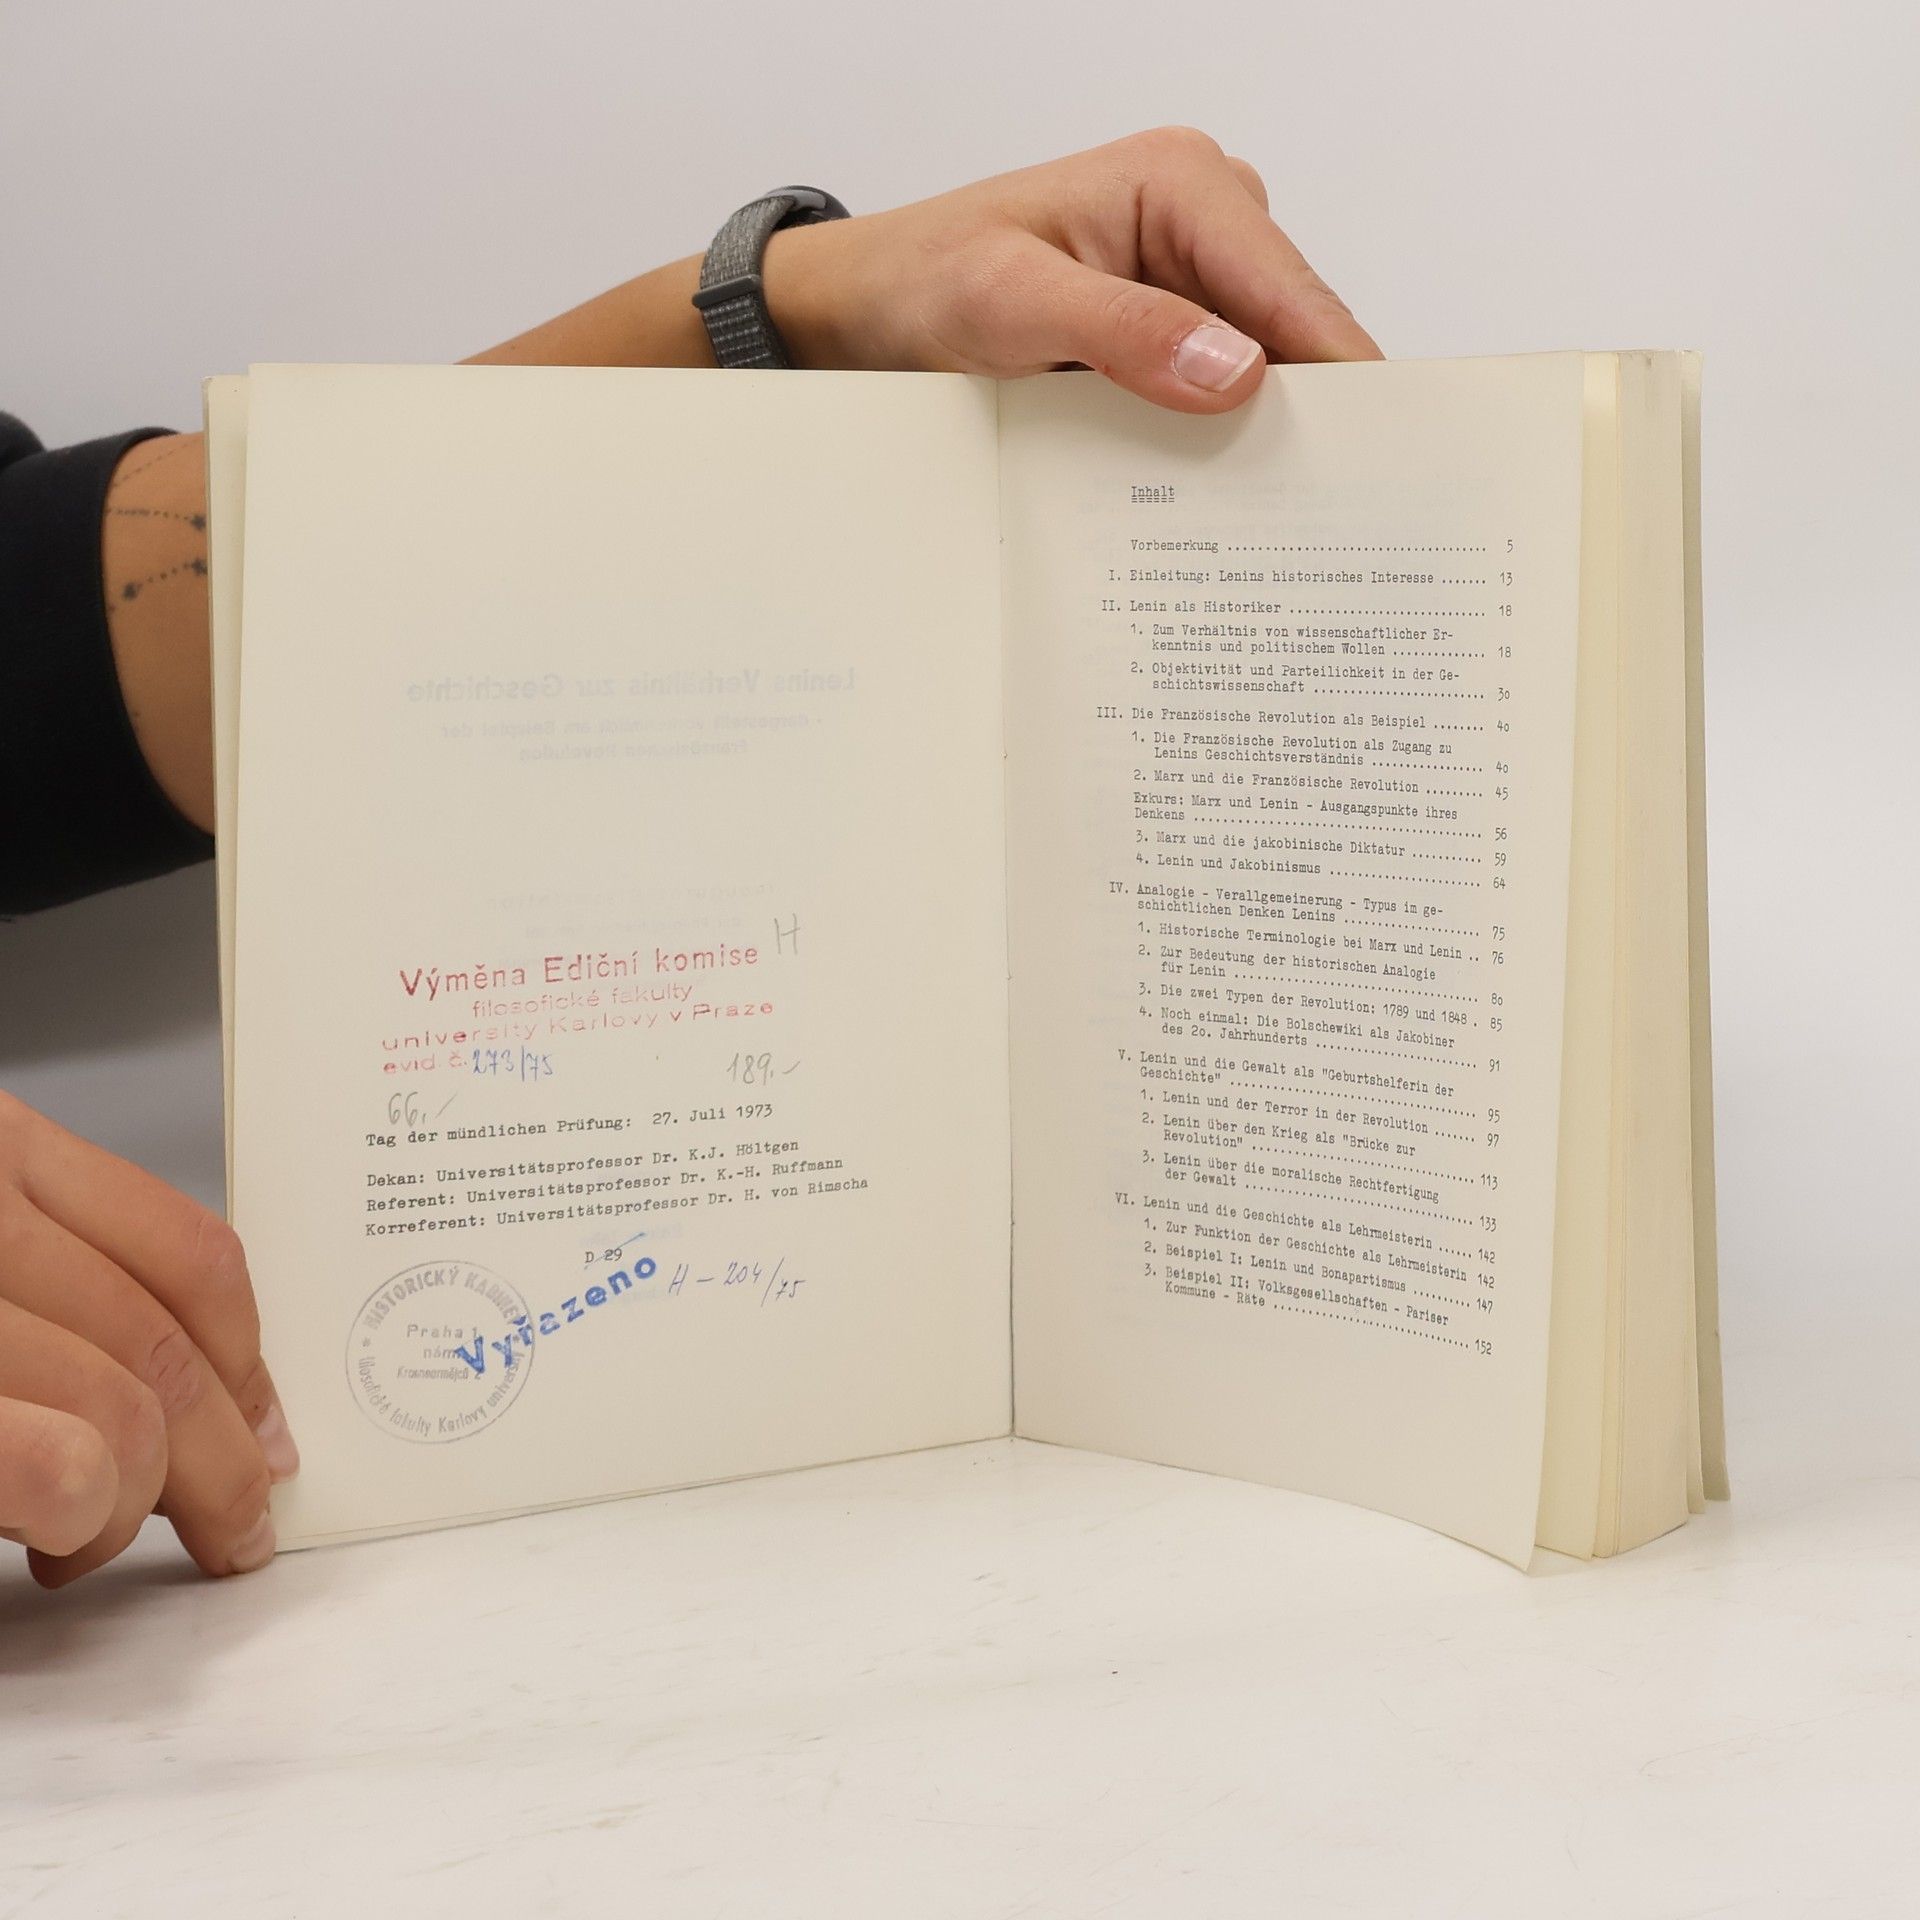 Lenins Verhältnis zur Geschichte
H
Výměna Ediční komise
filosofické fakulty
university Karlovy v Praze
evid. č. 273/75
189.-
66.-
Tag der mündlichen Prüfung: 27. Juli 1973
Dekan: Universitätsprofessor Dr. K.J. Höltgen
Referent: Universitätsprofessor Dr. K.-H. Ruffmann
Korreferent: Universitätsprofessor Dr. H. von Rimscha
D 29
Vyřazeno
H - 204/75
HISTORICKÝ KABINET
Praha 1
nám.
Krasnoarmějců
filosofické fakulty Karlovy university
Inhalt
Vorbemerkung .................................. 5
I. Einleitung: Lenins historisches Interesse ....... 13
II. Lenin als Historiker .......................... 18
1. Zum Verhältnis von wissenschaftlicher Er-
kenntnis und politischem Wollen .............. 18
2. Objektivität und Parteilichkeit in der Ge-
schichtswissenschaft ....................... 3o
III. Die Französische Revolution als Beispiel ....... 4o
1. Die Französische Revolution als Zugang zu
Lenins Geschichtsverständnis ............... 4o
2. Marx und die Französische Revolution ......... 45
Exkurs: Marx und Lenin - Ausgangspunkte ihres
Denkens ...................................... 56
3. Marx und die jakobinische Diktatur ........... 59
4. Lenin und Jakobinismus .................... 64
IV. Analogie - Verallgemeinerung - Typus im ge-
schichtlichen Denken Lenins .................. 75
1. Historische Terminologie bei Marx und Lenin .. 76
2. Zur Bedeutung der historischen Analogie
für Lenin ................................ 8o
3. Die zwei Typen der Revolution: 1789 und 1848 . 85
4. Noch einmal: Die Bolschewiki als Jakobiner
des 2o. Jahrhunderts ..................... 91
V. Lenin und die Gewalt als "Geburtshelferin der
Geschichte" ................................ 95
1. Lenin und der Terror in der Revolution ....... 97
2. Lenin über den Krieg als "Brücke zur
Revolution" ............................. 113
3. Lenin über die moralische Rechtfertigung
der Gewalt .............................. 133
VI. Lenin und die Geschichte als Lehrmeisterin ...... 142
1. Zur Funktion der Geschichte als Lehrmeisterin 142
2. Beispiel I: Lenin und Bonapartismus .......... 147
3. Beispiel II: Volksgesellschaften - Pariser
Kommune - Räte .......................... 152